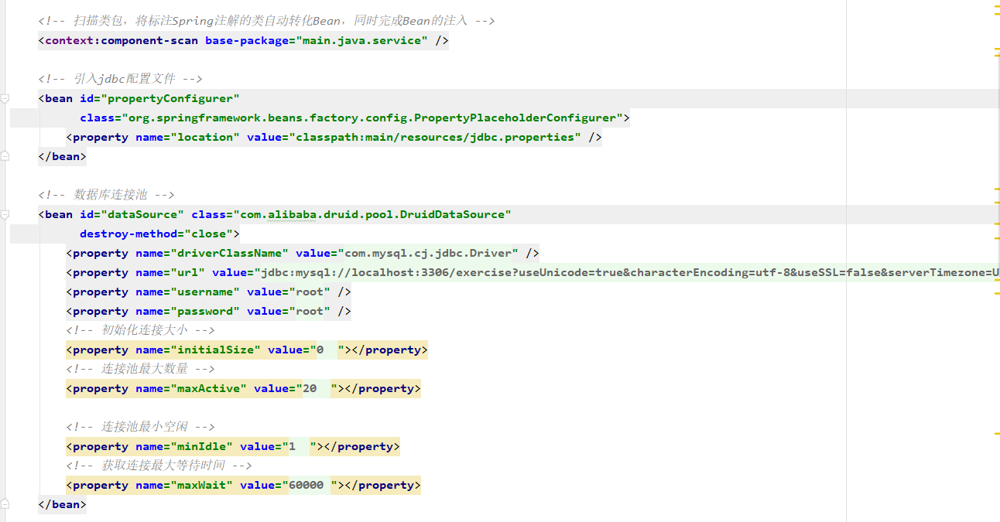 <!-- 扫描类包，将标注Spring注解的类自动转化Bean，同时完成Bean的注入 -->
<context:component-scan base-package="main.java.service" />
<!-- 引入jdbc配置文件 -->
<bean id="propertyConfigurer"
class="org.springframework.beans.factory.config.PropertyPlaceholderConfigurer">
<property name="location" value="classpath:main/resources/jdbc.properties" />
</bean>
<!-- 数据库连接池 -->
<bean id="dataSource" class="com.alibaba.druid.pool.DruidDataSource"
destroy-method="close">
<property name="driverClassName" value="com.mysql.cj.jdbc.Driver" />
<property name="url" value="jdbc:mysql://localhost:3306/exercise?useUnicode=true&characterEncoding=utf-8&useSSL=false&serverTimezone=U
<property name="username" value="root" />
<property name="password" value="root" />
<!-- 初始化连接大小 -->
<property name="initialSize" value="0  "></property>
<!-- 连接池最大数量 -->
<property name="maxActive" value="20  "></property>
<!-- 连接池最小空闲 -->
<property name="minIdle" value="1  "></property>
<!-- 获取连接最大等待时间 -->
<property name="maxWait" value="60000 "></property>
</bean>